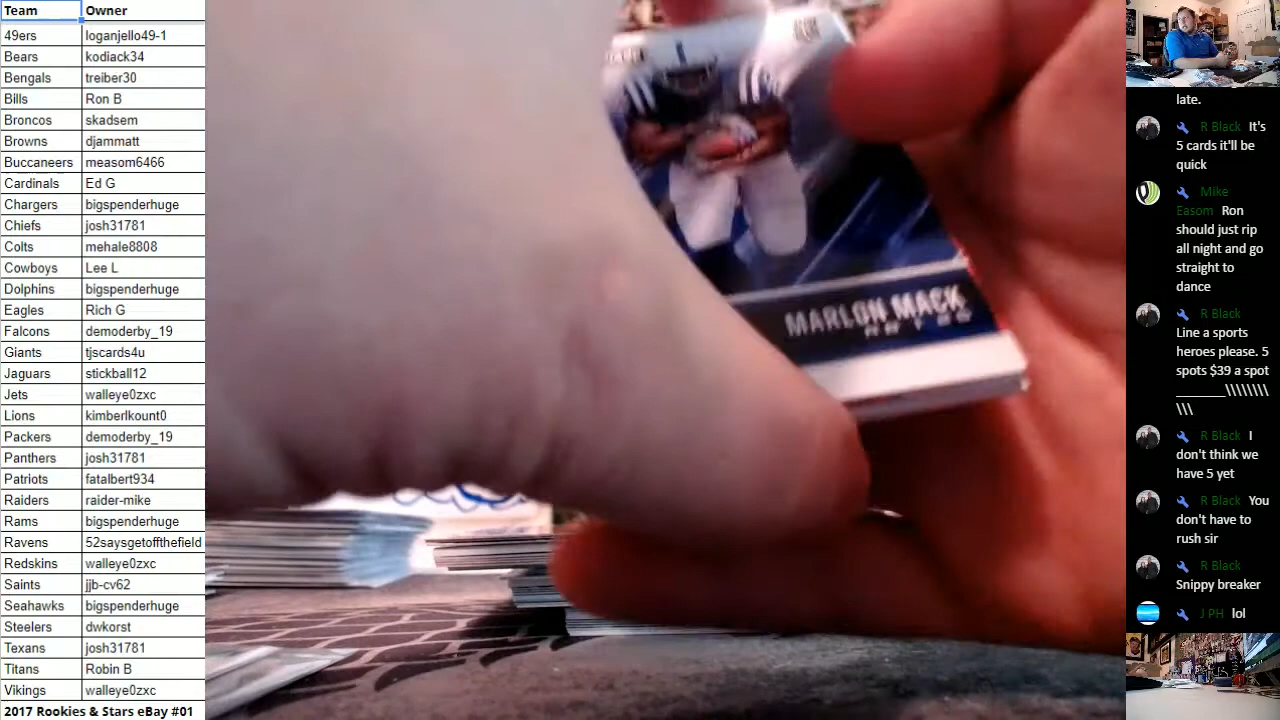 Team Owner
49ers loganjello49-1
Bears kodiack34
Bengals treiber30
Bills Ron B
Broncos skadsem
Browns djammatt
Buccaneers measom6466
Cardinals Ed G
Chargers bigspenderhuge
Chiefs josh31781
Colts mehale8808
Cowboys Lee L
Dolphins bigspenderhuge
Eagles Rich G
Falcons demoderby_19
Giants tjscards4u
Jaguars stickball12
Jets walleye0zxc
Lions kimberlkount0
Packers demoderby_19
Panthers josh31781
Patriots fatalbert934
Raiders raider-mike
Rams bigspenderhuge
Ravens 52saysgetoffthefield
Redskins walleye0zxc
Saints jjb-cv62
Seahawks bigspenderhuge
Steelers dwkorst
Texans josh31781
Titans Robin B
Vikings walleye0zxc
2017 Rookies & Stars eBay #01
MARLON MACK
late.
R Black It's
5 cards it'll be
quick
Mike
Easom Ron
should just rip
all night and go
straight to
dance
R Black
Line a sports
heroes please. 5
spots $39 a spot
_______\\\\\\\\
\\\
R Black I
don't think we
have 5 yet
R Black You
don't have to
rush sir
R Black
Snippy breaker
J PH lol